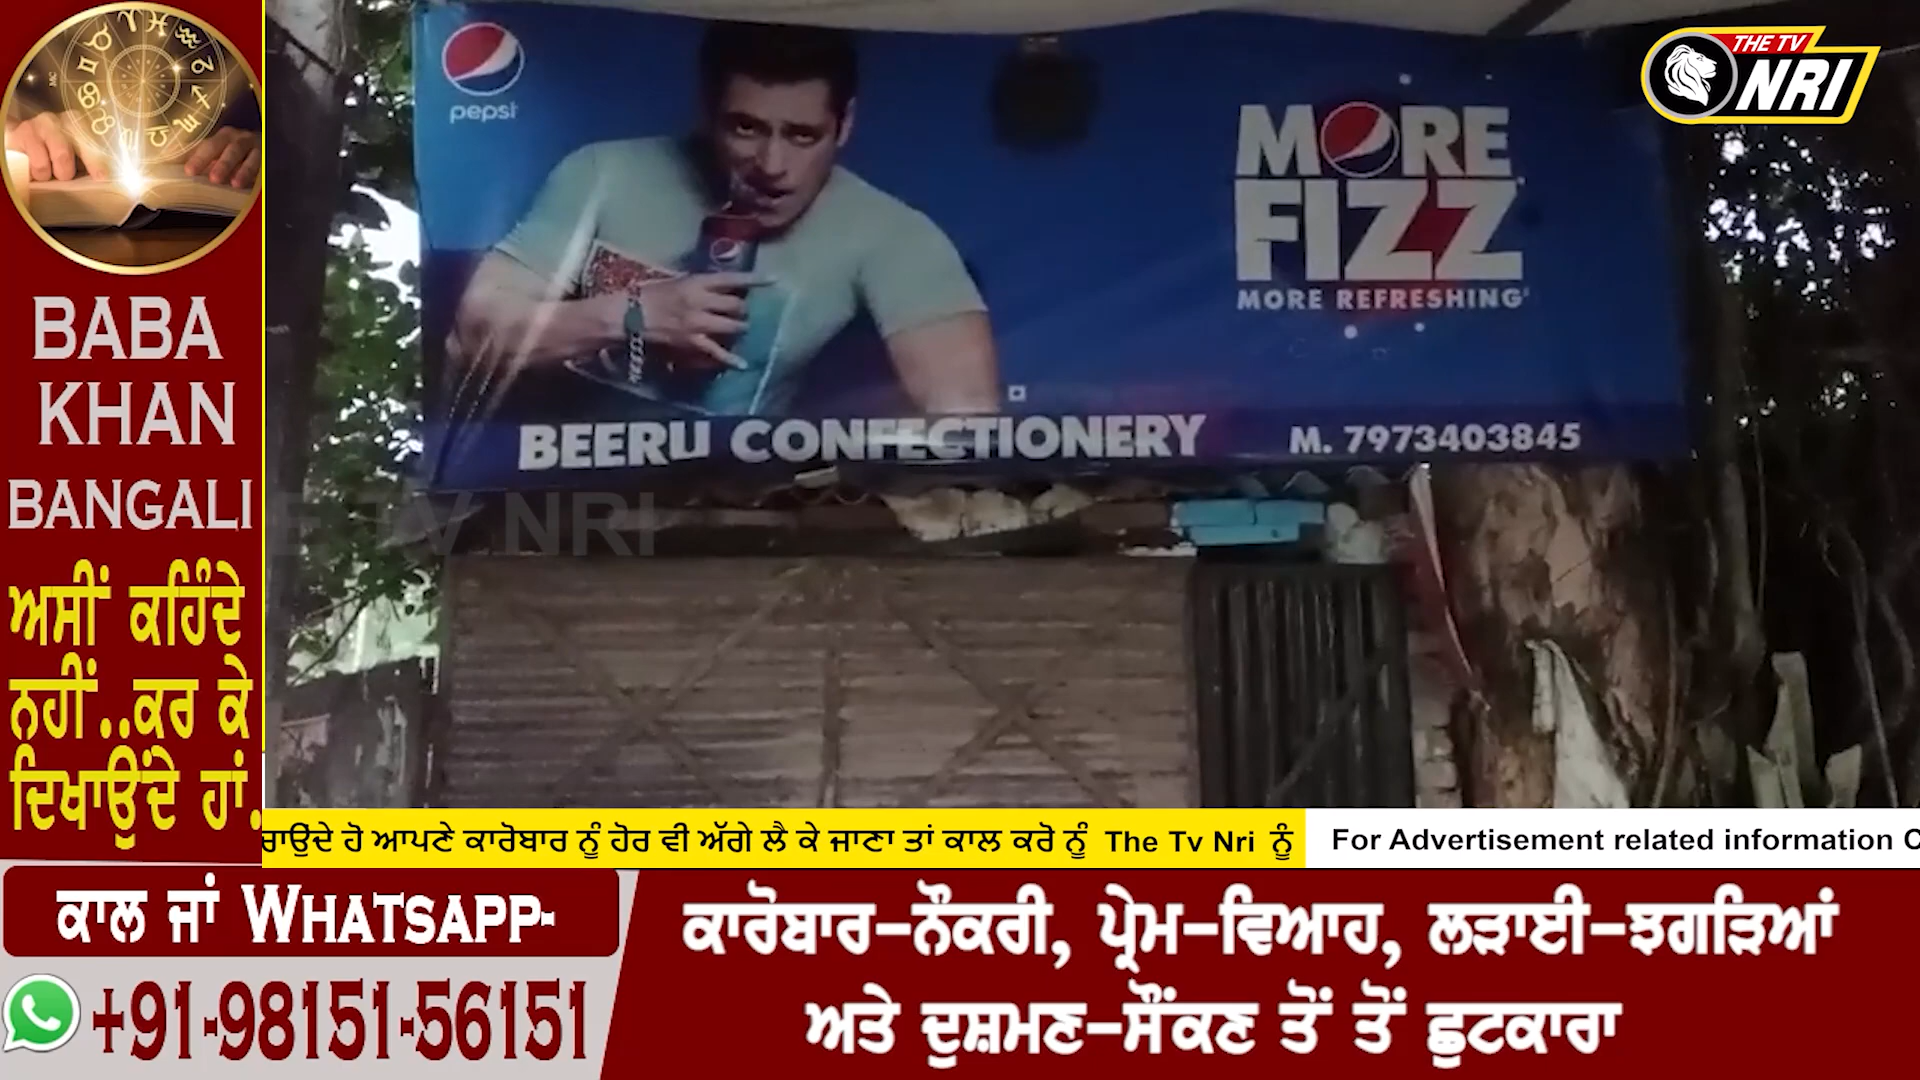 THE TV
NRI
pepsi
MORE
FIZZ
MORE REFRESHING
BEERU CONFECTIONERY M. 7973403845
TV NRI
BABA
KHAN
BANGALI
ਅਸੀਂ ਕਹਿੰਦੇ
ਨਹੀਂ..ਕਰ ਕੇ
ਦਿਖਾਉਂਦੇ ਹਾਂ.
ਹੋ ਆਪਣੇ ਕਾਰੋਬਾਰ ਨੂੰ ਹੋਰ ਵੀ ਅੱਗੇ ਲੈ ਕੇ ਜਾਣਾ ਤਾਂ ਕਾਲ ਕਰੋ ਨੂੰ The Tv Nri ਨੂੰ For Advertisement related information
ਕਾਲ ਜਾਂ WHATSAPP-
+91-98151-56151
ਕਾਰੋਬਾਰ-ਨੌਕਰੀ, ਪ੍ਰੇਮ-ਵਿਆਹ, ਲੜਾਈ-ਝਗੜਿਆਂ
ਅਤੇ ਦੁਸ਼ਮਣ-ਸੌਂਕਣ ਤੋਂ ਤੋਂ ਛੁਟਕਾਰਾ